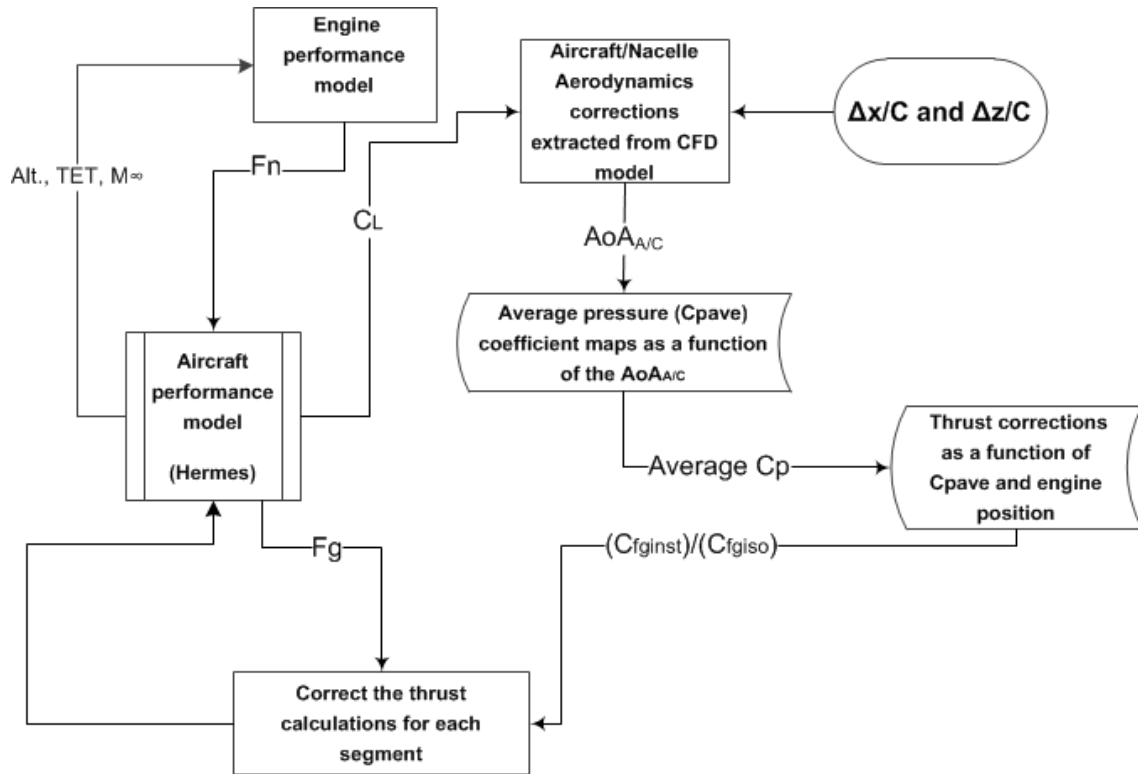 Engine
performance
model
Aircraft/Nacelle
Aerodynamics
corrections
extracted from CFD
model
Δx/C and Δz/C
Alt., TET, M∞
Fn
CL
AoAA/C
Average pressure (Cpave)
coefficient maps as a function
of the AoAA/C
Aircraft
performance
model
(Hermes)
Average Cp
Thrust corrections
as a function of
Cpave and engine
position
Fg
(Cfginst)/(Cfgiso)
Correct the thrust
calculations for each
segment